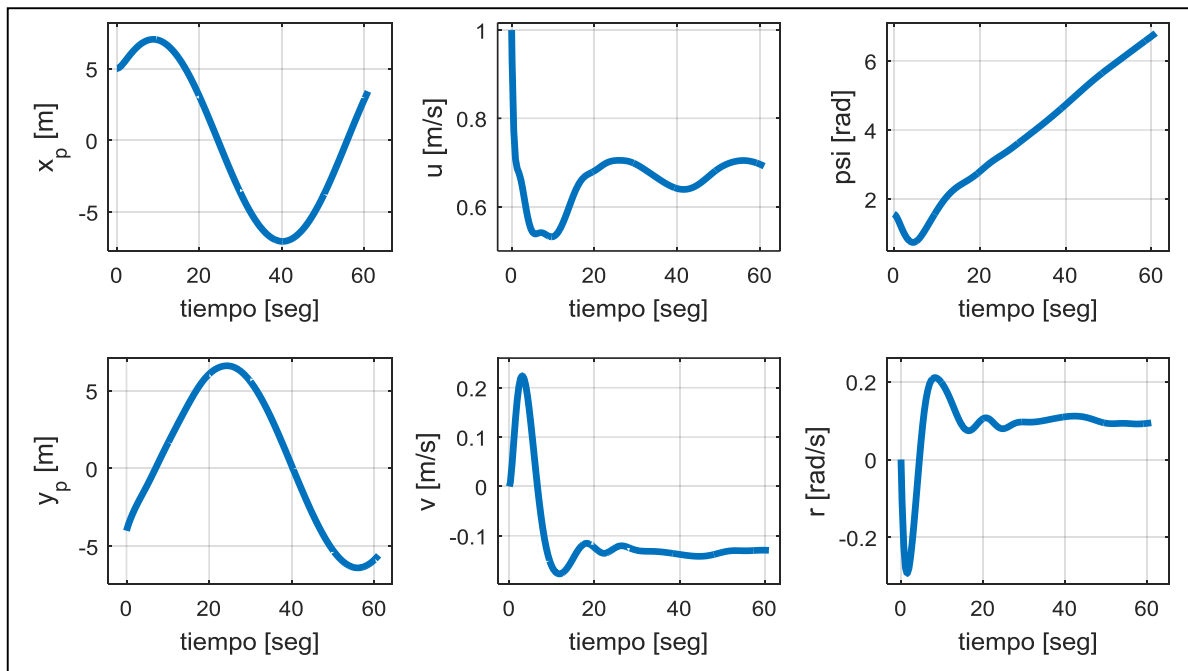 x_p [m]
5
0
-5
0 20 40 60
tiempo [seg]
u [m/s]
1
0.8
0.6
0 20 40 60
tiempo [seg]
psi [rad]
6
4
2
0 20 40 60
tiempo [seg]
y_p [m]
5
0
-5
0 20 40 60
tiempo [seg]
v [m/s]
0.2
0.1
0
-0.1
0 20 40 60
tiempo [seg]
r [rad/s]
0.2
0
-0.2
0 20 40 60
tiempo [seg]